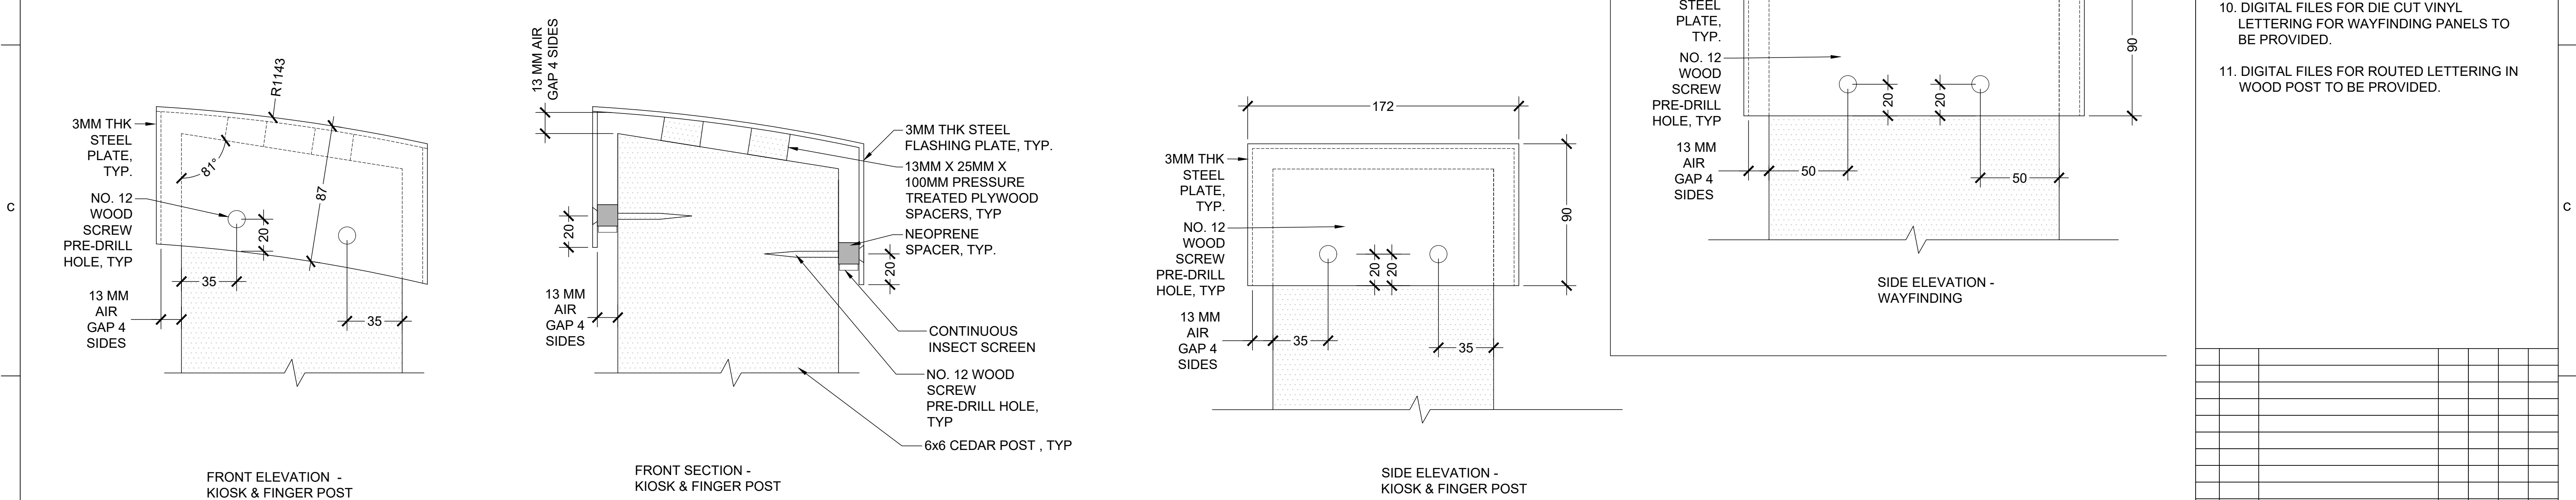 C
R1143
81°
87
20
35
35
3MM THK
STEEL
PLATE,
TYP.
NO. 12
WOOD
SCREW
PRE-DRILL
HOLE, TYP
13 MM
AIR
GAP 4
SIDES
FRONT ELEVATION -
KIOSK & FINGER POST
13 MM AIR
GAP 4 SIDES
20
13 MM
AIR
GAP 4
SIDES
3MM THK STEEL
FLASHING PLATE, TYP.
13MM X 25MM X
100MM PRESSURE
TREATED PLYWOOD
SPACERS, TYP
NEOPRENE
SPACER, TYP.
20
CONTINUOUS
INSECT SCREEN
NO. 12 WOOD
SCREW
PRE-DRILL HOLE,
TYP
6x6 CEDAR POST , TYP
FRONT SECTION -
KIOSK & FINGER POST
172
3MM THK
STEEL
PLATE,
TYP.
NO. 12
WOOD
SCREW
PRE-DRILL
HOLE, TYP
13 MM
AIR
GAP 4
SIDES
20
20
35
35
90
SIDE ELEVATION -
KIOSK & FINGER POST
STEEL
PLATE,
TYP.
NO. 12
WOOD
SCREW
PRE-DRILL
HOLE, TYP
13 MM
AIR
GAP 4
SIDES
20
20
50
50
90
SIDE ELEVATION -
WAYFINDING
10. DIGITAL FILES FOR DIE CUT VINYL
LETTERING FOR WAYFINDING PANELS TO
BE PROVIDED.
11. DIGITAL FILES FOR ROUTED LETTERING IN
WOOD POST TO BE PROVIDED.
C